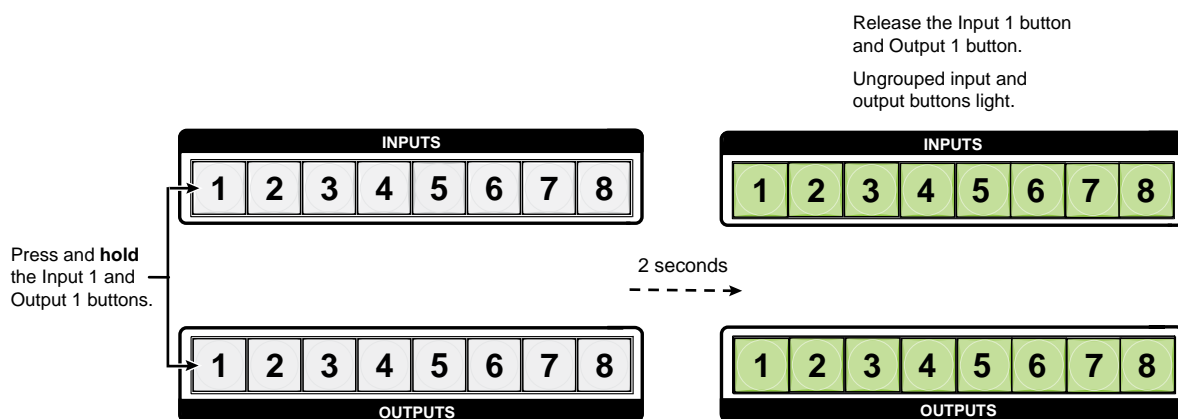 Release the Input 1 button
and Output 1 button.
Ungrouped input and
output buttons light.
INPUTS
1 2 3 4 5 6 7 8
INPUTS
1 2 3 4 5 6 7 8
Press and hold
the Input 1 and
Output 1 buttons.
2 seconds
1 2 3 4 5 6 7 8
OUTPUTS
1 2 3 4 5 6 7 8
OUTPUTS